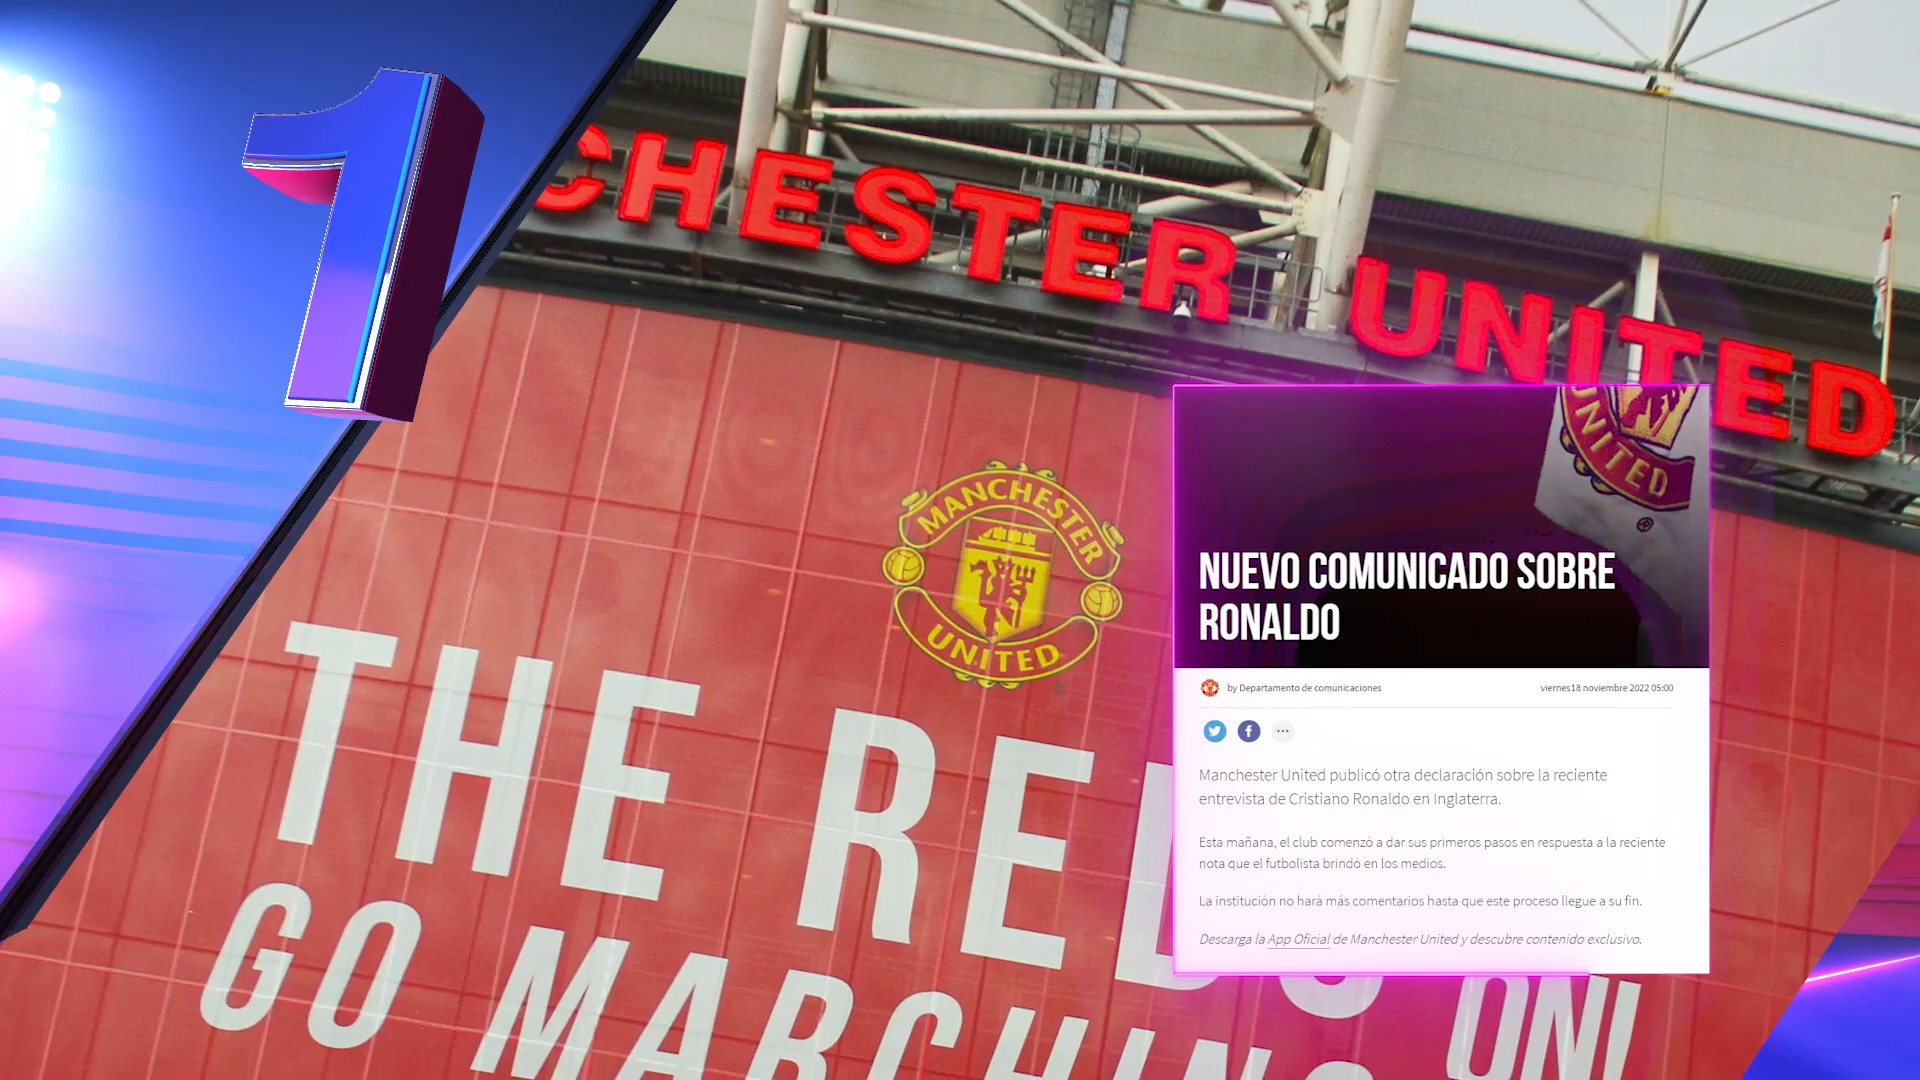 1
CHESTER UNITED
MANCHESTER
UNITED
THE REDS
GO MARCHING ON!
UNITED
®
NUEVO COMUNICADO SOBRE
RONALDO
by Departamento de comunicaciones
viernes18 noviembre 2022 05:00
Manchester United publicó otra declaración sobre la reciente
entrevista de Cristiano Ronaldo en Inglaterra.
Esta mañana, el club comenzó a dar sus primeros pasos en respuesta a la reciente
nota que el futbolista brindó en los medios.
La institución no hará más comentarios hasta que este proceso llegue a su fin.
Descarga la App Oficial de Manchester United y descubre contenido exclusivo.